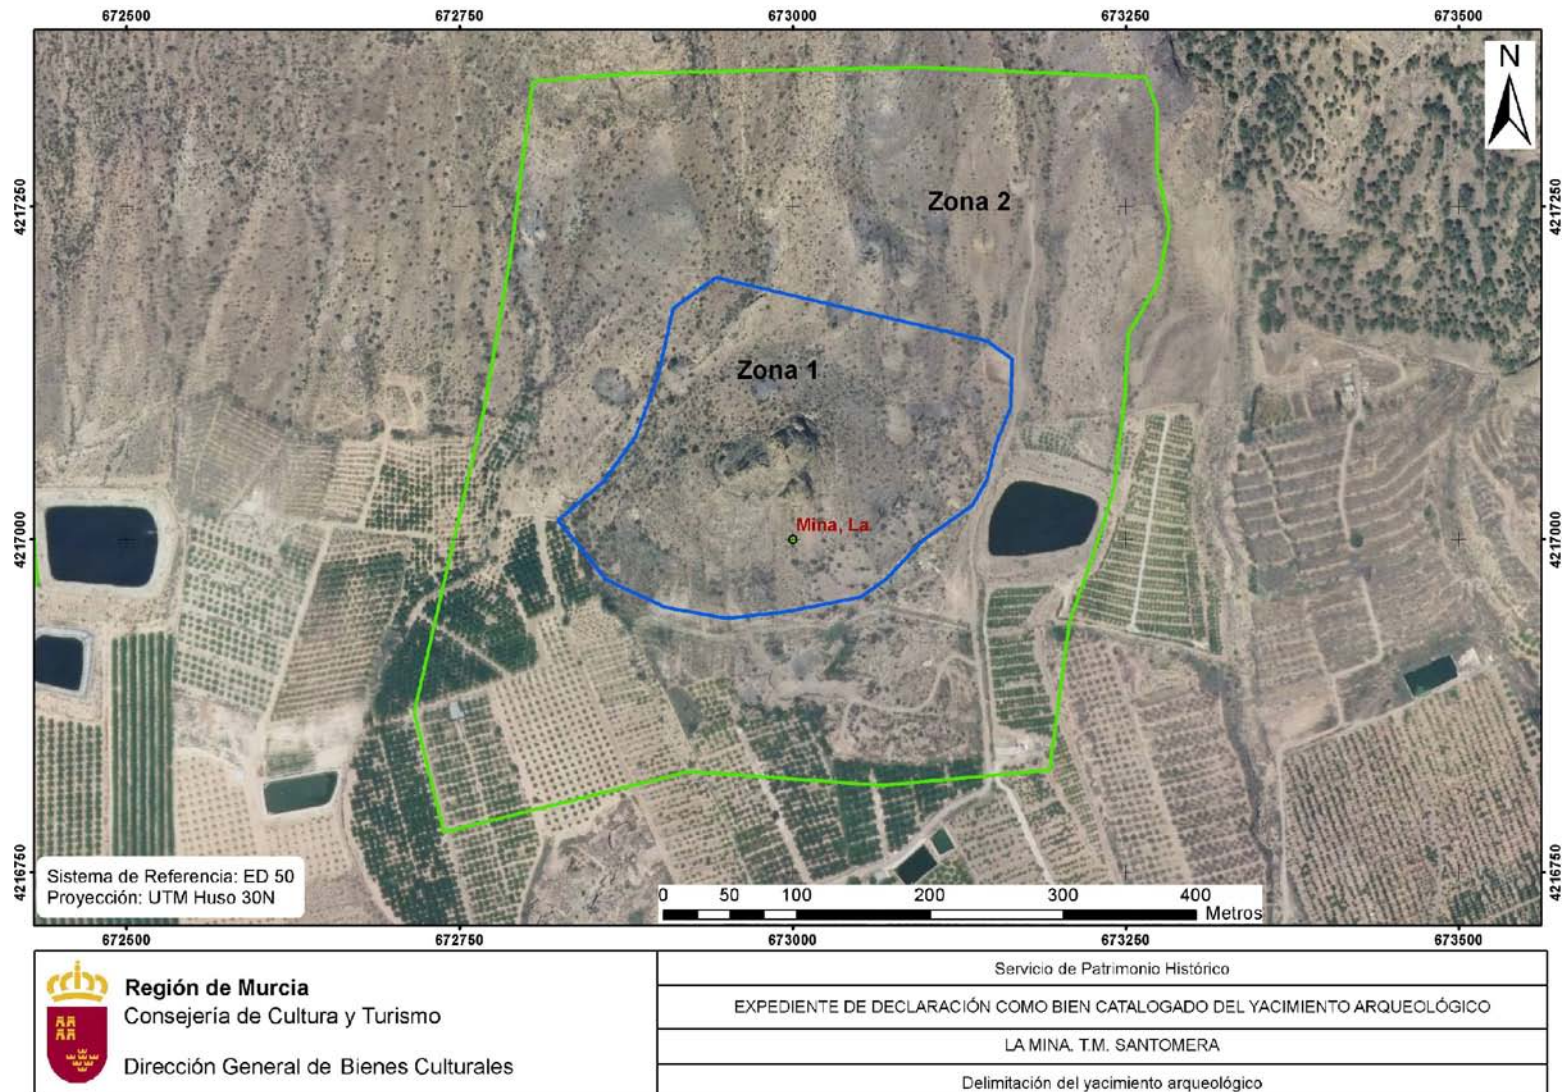 672500 672750 673000 673250 673500
N
4217250 4217250
Zona 2
Zona 1
Mina, La
4217000 4217000
4216750 4216750
Sistema de Referencia: ED 50
Proyección: UTM Huso 30N
0 50 100 200 300 400
Metros
672500 672750 673000 673250 673500
Región de Murcia
Consejería de Cultura y Turismo
Dirección General de Bienes Culturales
Servicio de Patrimonio Histórico
EXPEDIENTE DE DECLARACIÓN COMO BIEN CATALOGADO DEL YACIMIENTO ARQUEOLÓGICO
LA MINA. T.M. SANTOMERA
Delimitación del yacimiento arqueológico